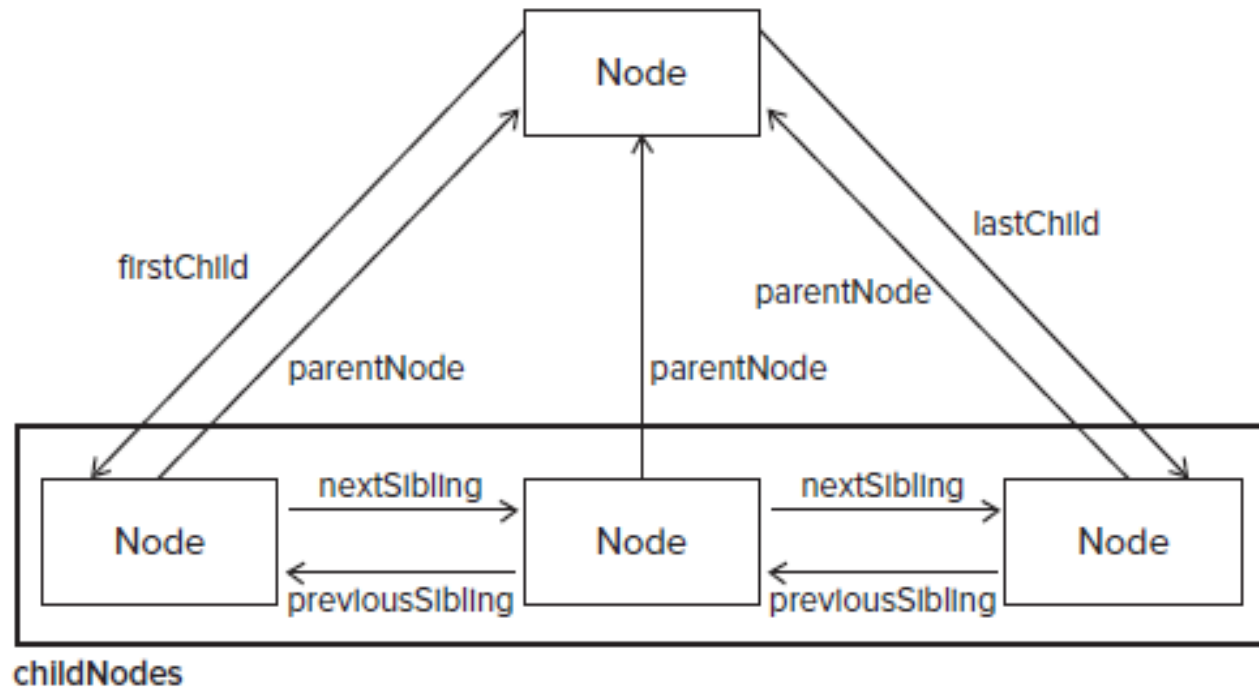 Node
lastChild
firstChild
parentNode
parentNode
parentNode
nextSibling
nextSibling
Node
Node
Node
previousSibling
previousSibling
childNodes